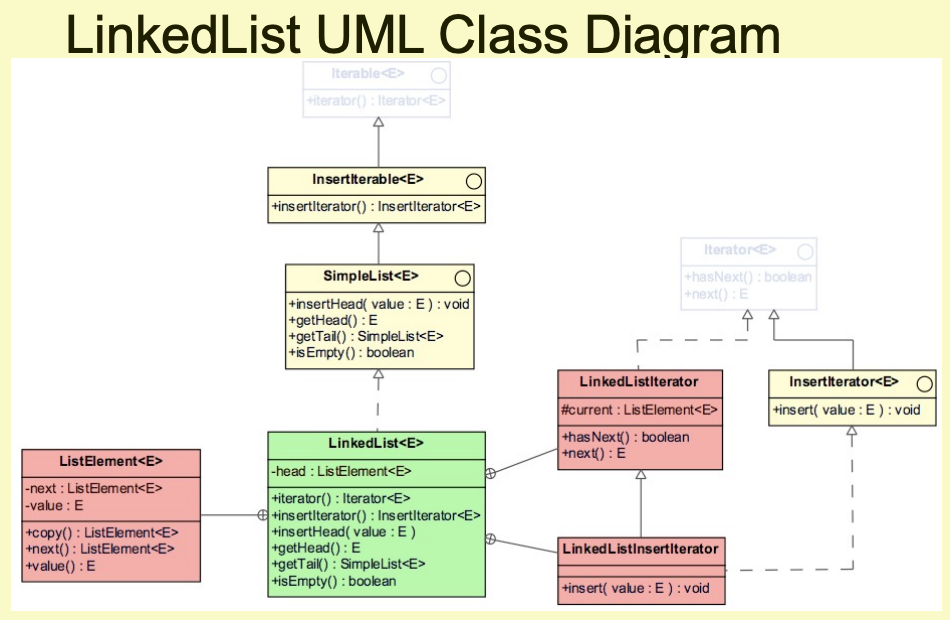 LinkedList UML Class Diagram
Iterable<E>
+iterator() : Iterator<E>
InsertIterable<E>
+insertIterator() : InsertIterator<E>
SimpleList<E>
+insertHead( value : E ) : void
+getHead() : E
+getTail() : SimpleList<E>
+isEmpty() : boolean
Iterator<E>
+hasNext() : boolean
+next() : E
LinkedListIterator
#current : ListElement<E>
+hasNext() : boolean
+next() : E
InsertIterator<E>
+insert( value : E ) : void
ListElement<E>
-next : ListElement<E>
-value : E
+copy() : ListElement<E>
+next() : ListElement<E>
+value() : E
LinkedList<E>
-head : ListElement<E>
+iterator() : Iterator<E>
+insertIterator() : InsertIterator<E>
+insertHead( value : E )
+getHead() : E
+getTail() : SimpleList<E>
+isEmpty() : boolean
LinkedListInsertIterator
+insert( value : E ) : void